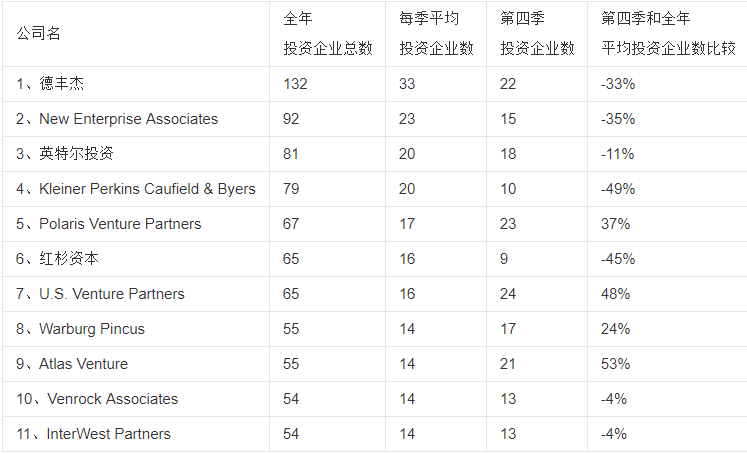 公司名 全年 每季平均 第四季 第四季和全年
投资企业总数 投资企业数 投资企业数 平均投资企业数比较
1、德丰杰 132 33 22 -33%
2、New Enterprise Associates 92 23 15 -35%
3、英特尔投资 81 20 18 -11%
4、Kleiner Perkins Caufield & Byers 79 20 10 -49%
5、Polaris Venture Partners 67 17 23 37%
6、红杉资本 65 16 9 -45%
7、U.S. Venture Partners 65 16 24 48%
8、Warburg Pincus 55 14 17 24%
9、Atlas Venture 55 14 21 53%
10、Venrock Associates 54 14 13 -4%
11、InterWest Partners 54 14 13 -4%